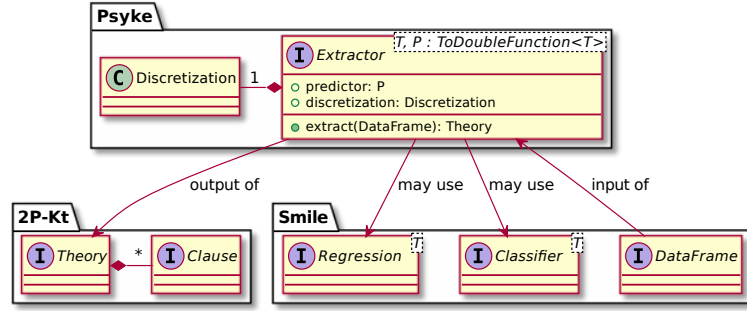 Psyke
T, P : ToDoubleFunction<T>
I Extractor
C Discretization
1
predictor: P
discretization: Discretization
extract(DataFrame): Theory
output of
may use
may use
input of
2P-Kt
Smile
I Theory
*
I Clause
I Regression
T
I Classifier
T
I DataFrame